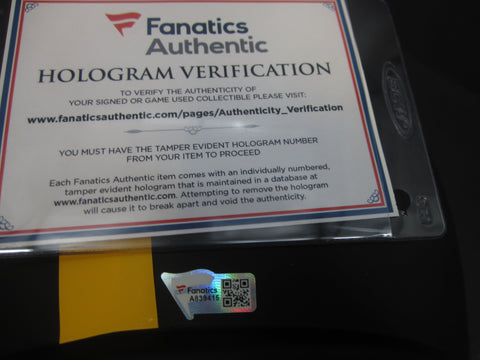 Fanatics
Authentic
HOLOGRAM VERIFICATION
TO VERIFY THE AUTHENTICITY OF
YOUR SIGNED OR GAME USED COLLECTIBLE PLEASE VISIT:
www.fanaticsauthentic.com/pages/Authenticity_Verification
YOU MUST HAVE THE TAMPER EVIDENT HOLOGRAM NUMBER
FROM YOUR ITEM TO PROCEED
Each Fanatics Authentic item comes with an individually numbered,
tamper evident hologram that is maintained in a database at
www.fanaticsauthentic.com. Attempting to remove the hologram
will cause it to break apart and void the authenticity.
Fanatics
A839415